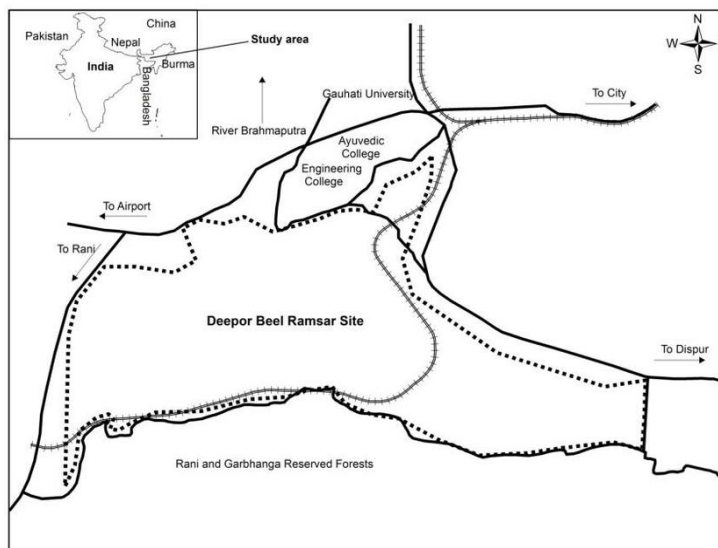 China
Pakistan
Nepal
Study area
India
Burma
Bangladesh
N
W
E
S
To City
Gauhati University
River Brahmaputra
Ayuvedic
College
Engineering
College
To Airport
To Rani
Deepor Beel Ramsar Site
To Dispur
Rani and Garbhanga Reserved Forests